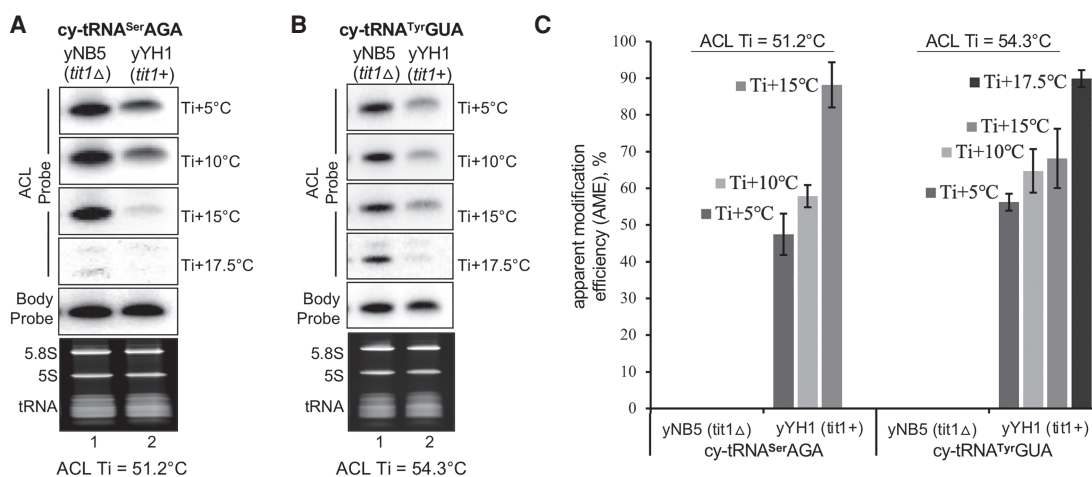 A
cy-tRNASerAGA
yNB5 yYH1
(tit1△) (tit1+)
ACL
Probe
Ti+5°C
Ti+10°C
Ti+15°C
Ti+17.5°C
Body
Probe
5.8S
5S
tRNA
1 2
ACL Ti = 51.2°C
B
cy-tRNATyrGUA
yNB5 yYH1
(tit1△) (tit1+)
ACL
Probe
Ti+5°C
Ti+10°C
Ti+15°C
Ti+17.5°C
Body
Probe
5.8S
5S
tRNA
1 2
ACL Ti = 54.3°C
C
apparent modification
efficiency (AME), %
100
90
80
70
60
50
40
30
20
10
0
ACL Ti = 51.2°C
Ti+15℃
Ti+10℃
Ti+5℃
ACL Ti = 54.3°C
Ti+17.5℃
Ti+15℃
Ti+10℃
Ti+5℃
yNB5 (tit1△) yYH1 (tit1+) yNB5 (tit1△) yYH1 (tit1+)
cy-tRNASerAGA cy-tRNATyrGUA